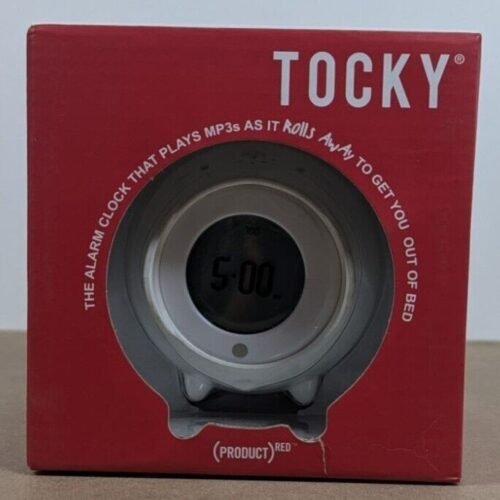 TOCKY®
THE ALARM CLOCK THAT PLAYS MP3s AS IT Rolls AwAy TO GET YOU OUT OF BED
5:00
(PRODUCT)RED™